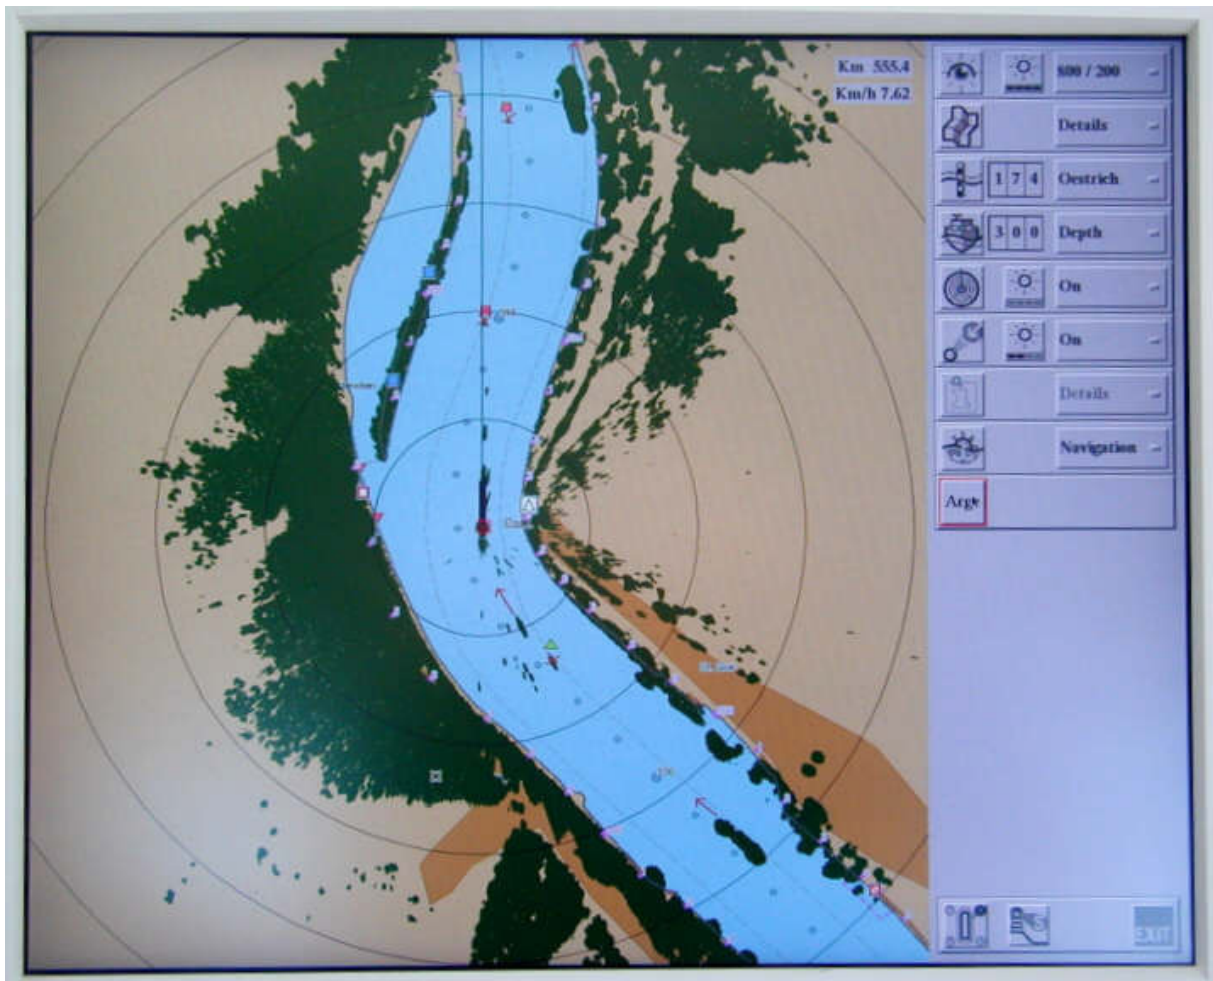 Km 555.4
Km/h 7.62
800 / 200
Details
1 7 4 Oestrich
3 0 0 Depth
On
On
Details
Navigation
Argo
EXIT